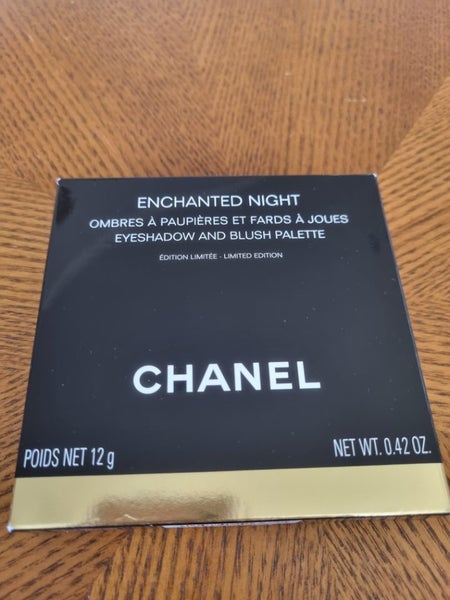 ENCHANTED NIGHT
OMBRES À PAUPIÈRES ET FARDS À JOUES
EYESHADOW AND BLUSH PALETTE
ÉDITION LIMITÉE - LIMITED EDITION
CHANEL
POIDS NET 12 g
NET WT. 0.42 OZ.